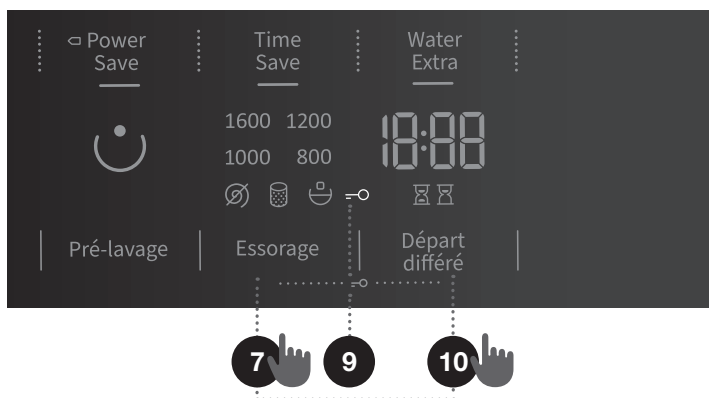 Power
Save
Time
Save
Water
Extra
1600 1200
1000 800
18:88
Pré-lavage
Essorage
Départ
différé
7
9
10